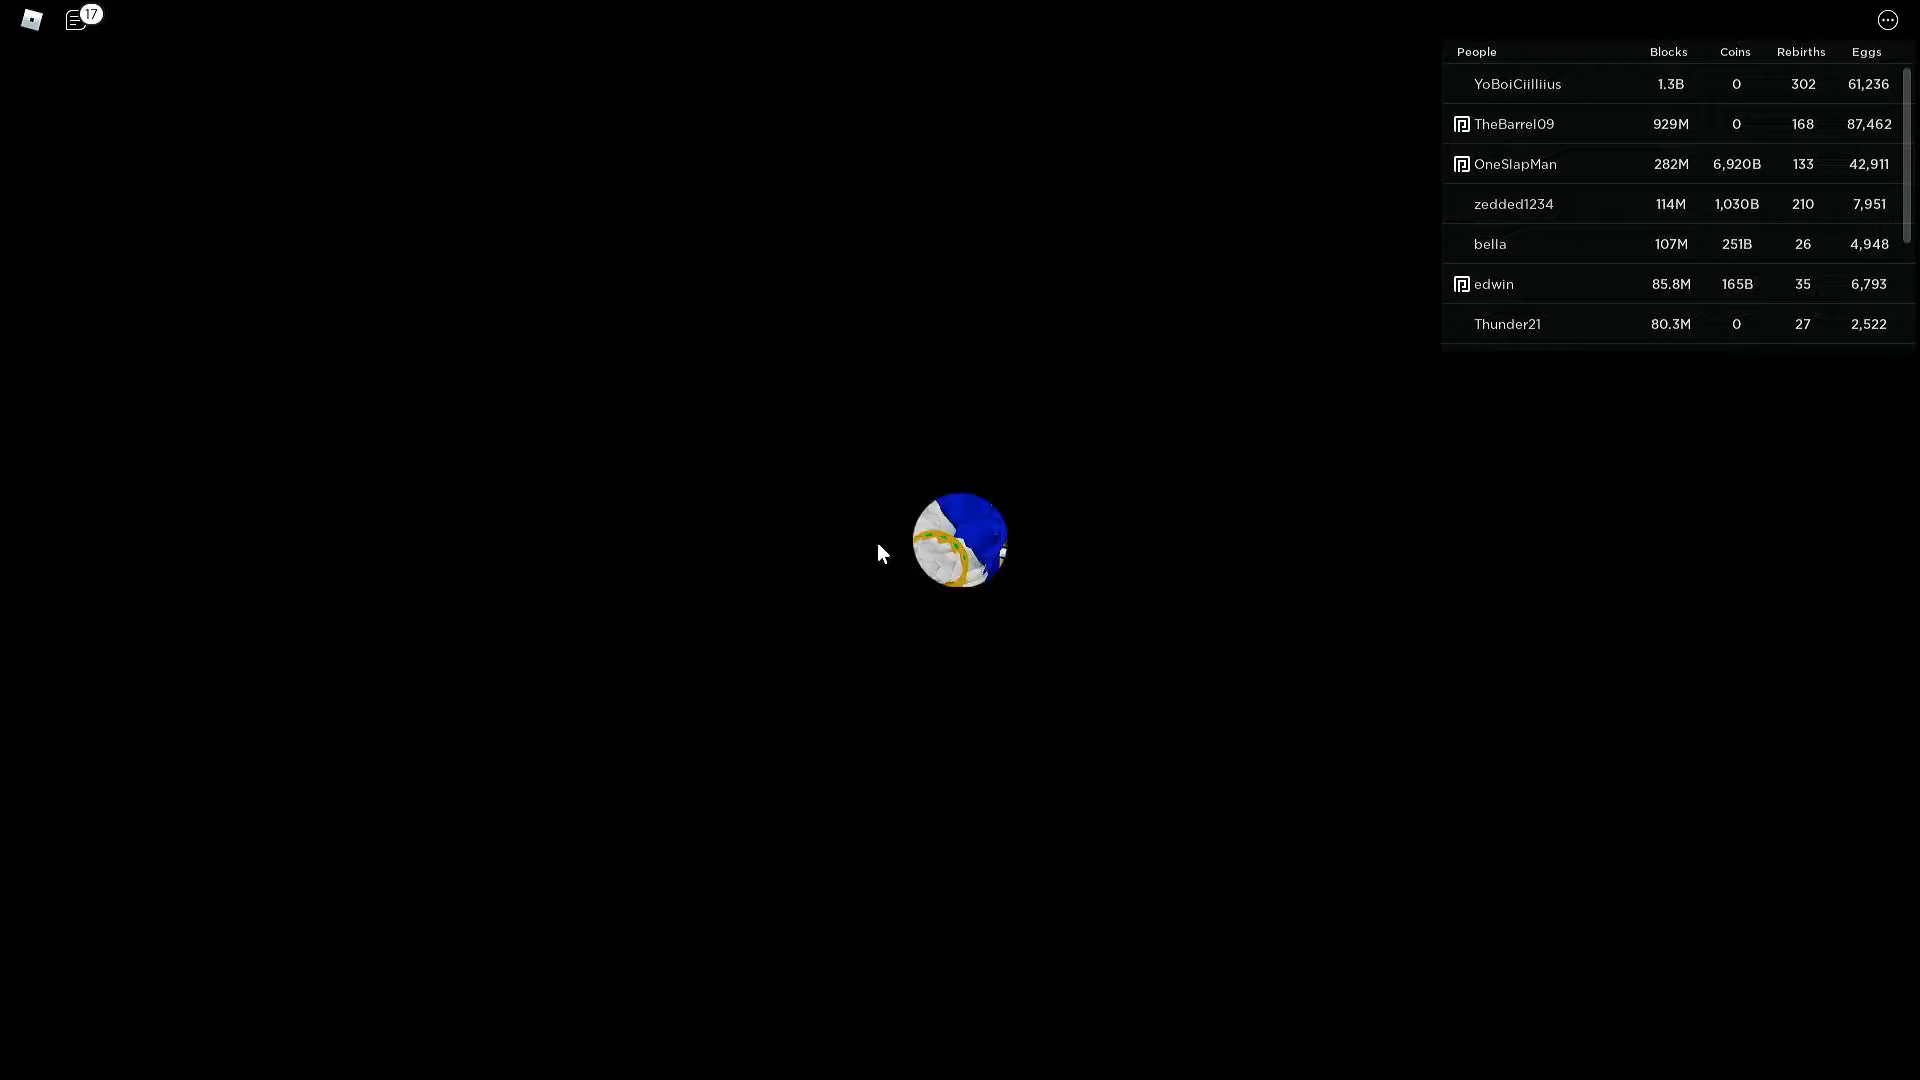 17
People Blocks Coins Rebirths Eggs
YoBoiCiilliius 1.3B 0 302 61,236
TheBarrel09 929M 0 168 87,462
OneSlapMan 282M 6,920B 133 42,911
zedded1234 114M 1,030B 210 7,951
bella 107M 251B 26 4,948
edwin 85.8M 165B 35 6,793
Thunder21 80.3M 0 27 2,522